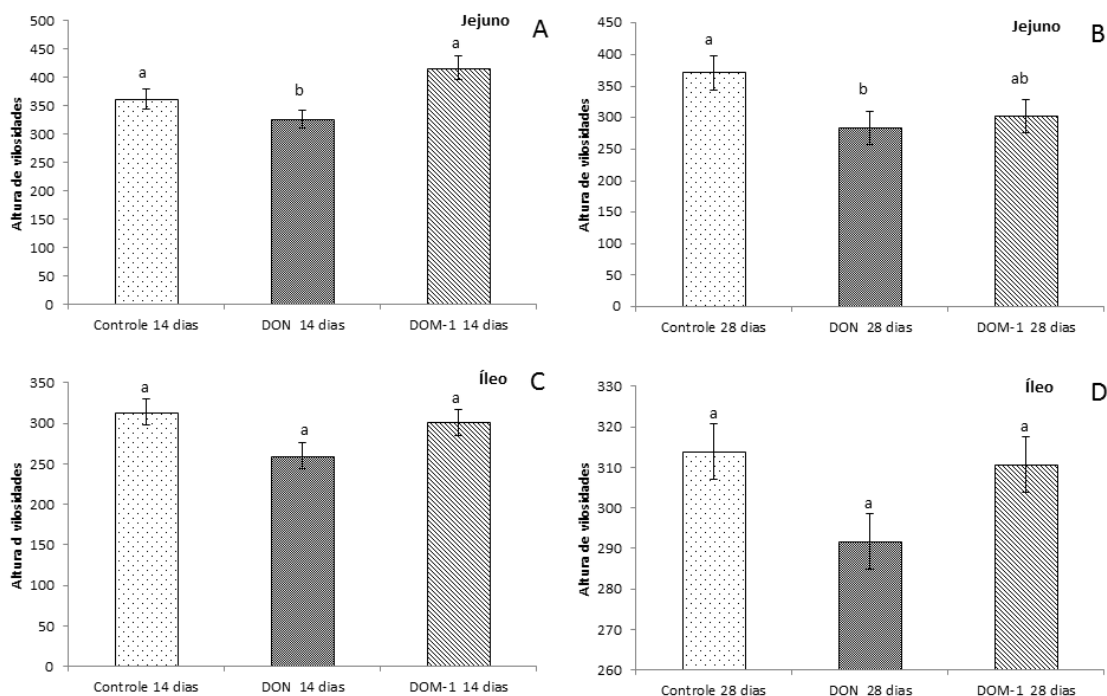 Jejuno A
Altura de vilosidades
500
450
400
350
300
250
200
150
100
50
0
a
b
a
Controle 14 dias DON 14 dias DOM-1 14 dias
Jejuno B
Altura de vilosidades
450
400
350
300
250
200
150
100
50
0
a
b
ab
Controle 28 dias DON 28 dias DOM-1 28 dias
Íleo C
Altura d vilosidades
350
300
250
200
150
100
50
0
a
a
a
Controle 14 dias DON 14 dias DOM-1 14 dias
Íleo D
Altura de vilosidades
330
320
310
300
290
280
270
260
a
a
a
Controle 28 dias DON 28 dias DOM-1 28 dias